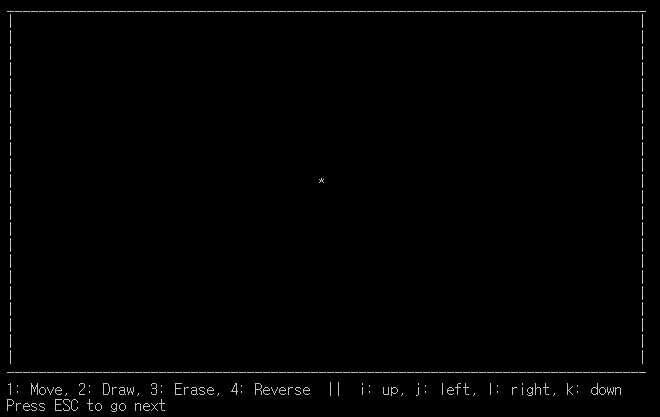 *
1: Move, 2: Draw, 3: Erase, 4: Reverse  ||  i: up, j: left, l: right, k: down
Press ESC to go next